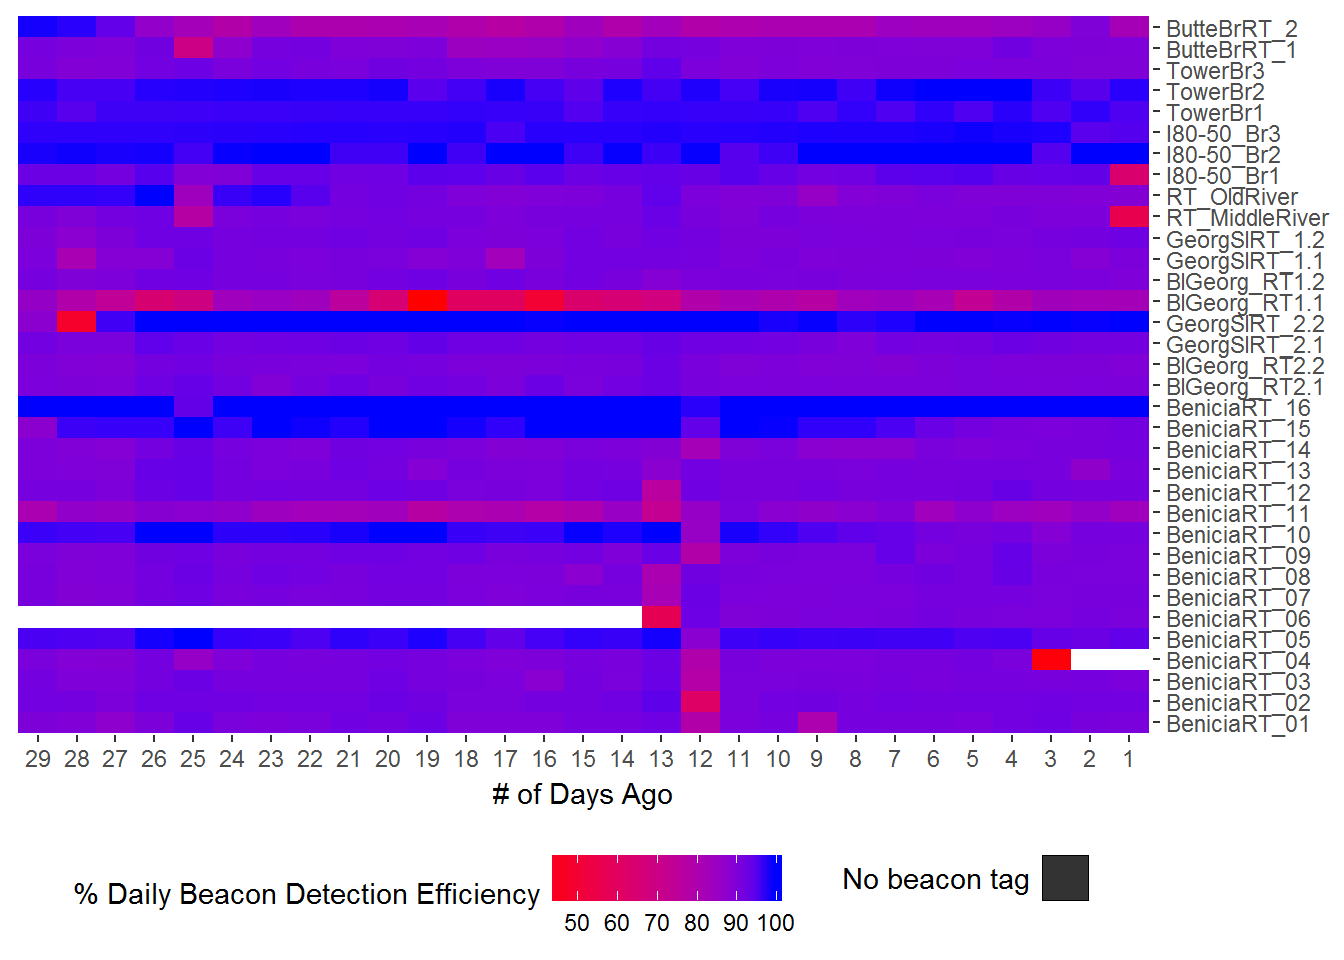 ButteBrRT_2
ButteBrRT_1
TowerBr3
TowerBr2
TowerBr1
I80-50_Br3
I80-50_Br2
I80-50_Br1
RT_OldRiver
RT_MiddleRiver
GeorgSlRT_1.2
GeorgSlRT_1.1
BlGeorg_RT1.2
BlGeorg_RT1.1
GeorgSlRT_2.2
GeorgSlRT_2.1
BlGeorg_RT2.2
BlGeorg_RT2.1
BeniciaRT_16
BeniciaRT_15
BeniciaRT_14
BeniciaRT_13
BeniciaRT_12
BeniciaRT_11
BeniciaRT_10
BeniciaRT_09
BeniciaRT_08
BeniciaRT_07
BeniciaRT_06
BeniciaRT_05
BeniciaRT_04
BeniciaRT_03
BeniciaRT_02
BeniciaRT_01
29 28 27 26 25 24 23 22 21 20 19 18 17 16 15 14 13 12 11 10 9 8 7 6 5 4 3 2 1
# of Days Ago
% Daily Beacon Detection Efficiency
50 60 70 80 90 100
No beacon tag